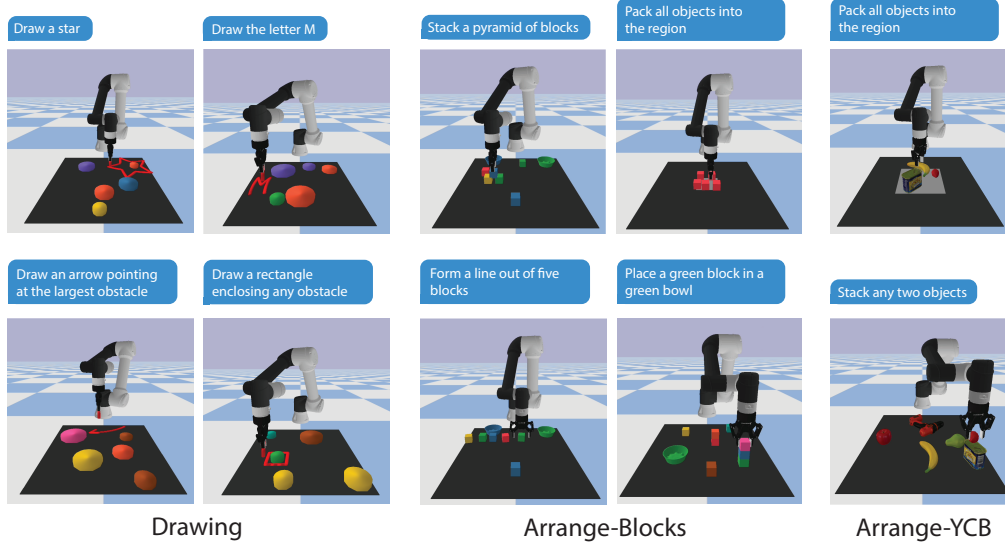 Draw a star
Draw the letter M
Stack a pyramid of blocks
Pack all objects into
the region
Pack all objects into
the region
Draw an arrow pointing
at the largest obstacle
Draw a rectangle
enclosing any obstacle
Form a line out of five
blocks
Place a green block in a
green bowl
Stack any two objects
Drawing
Arrange-Blocks
Arrange-YCB